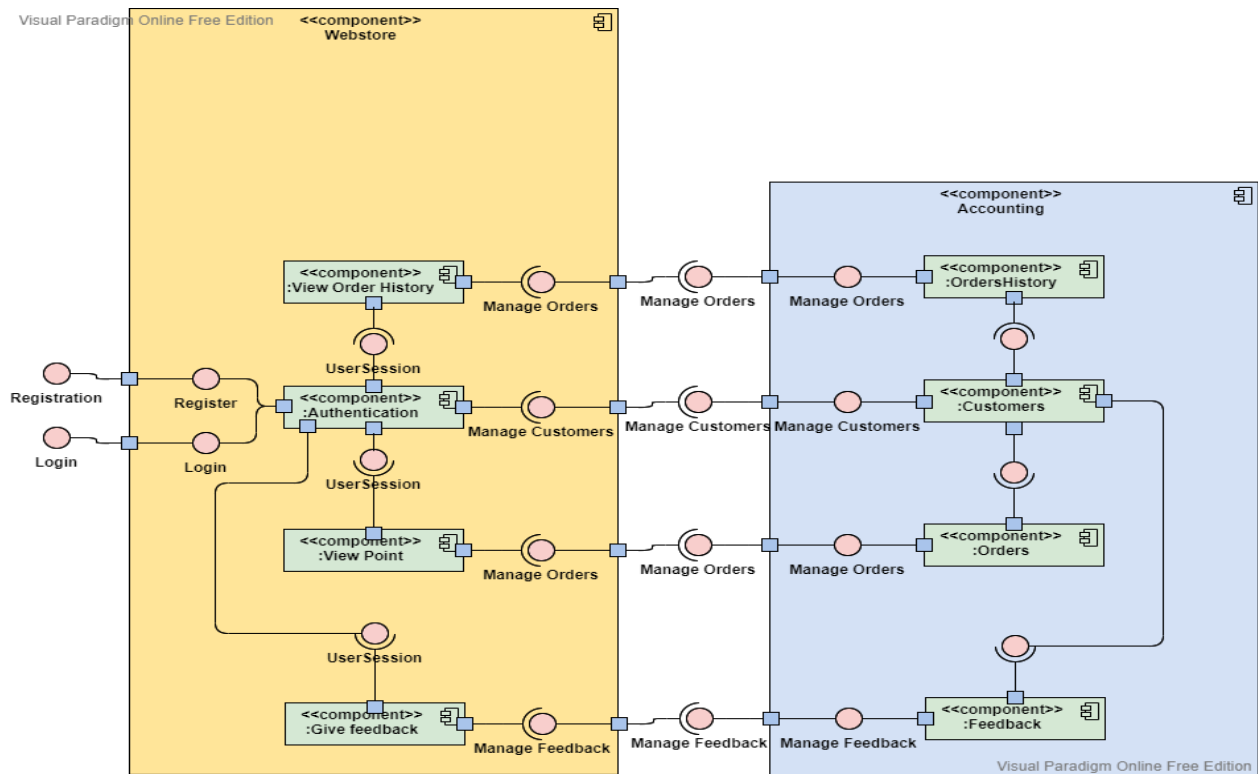 Visual Paradigm Online Free Edition
<<component>>
Webstore
<<component>>
Accounting
<<component>>
:View Order History
Manage Orders
Manage Orders
Manage Orders
<<component>>
:OrdersHistory
UserSession
Registration
Register
<<component>>
:Authentication
Manage Customers
Manage Customers
Manage Customers
<<component>>
:Customers
Login
Login
UserSession
<<component>>
:View Point
Manage Orders
Manage Orders
Manage Orders
<<component>>
:Orders
UserSession
<<component>>
:Give feedback
Manage Feedback
Manage Feedback
Manage Feedback
<<component>>
:Feedback
Visual Paradigm Online Free Edition